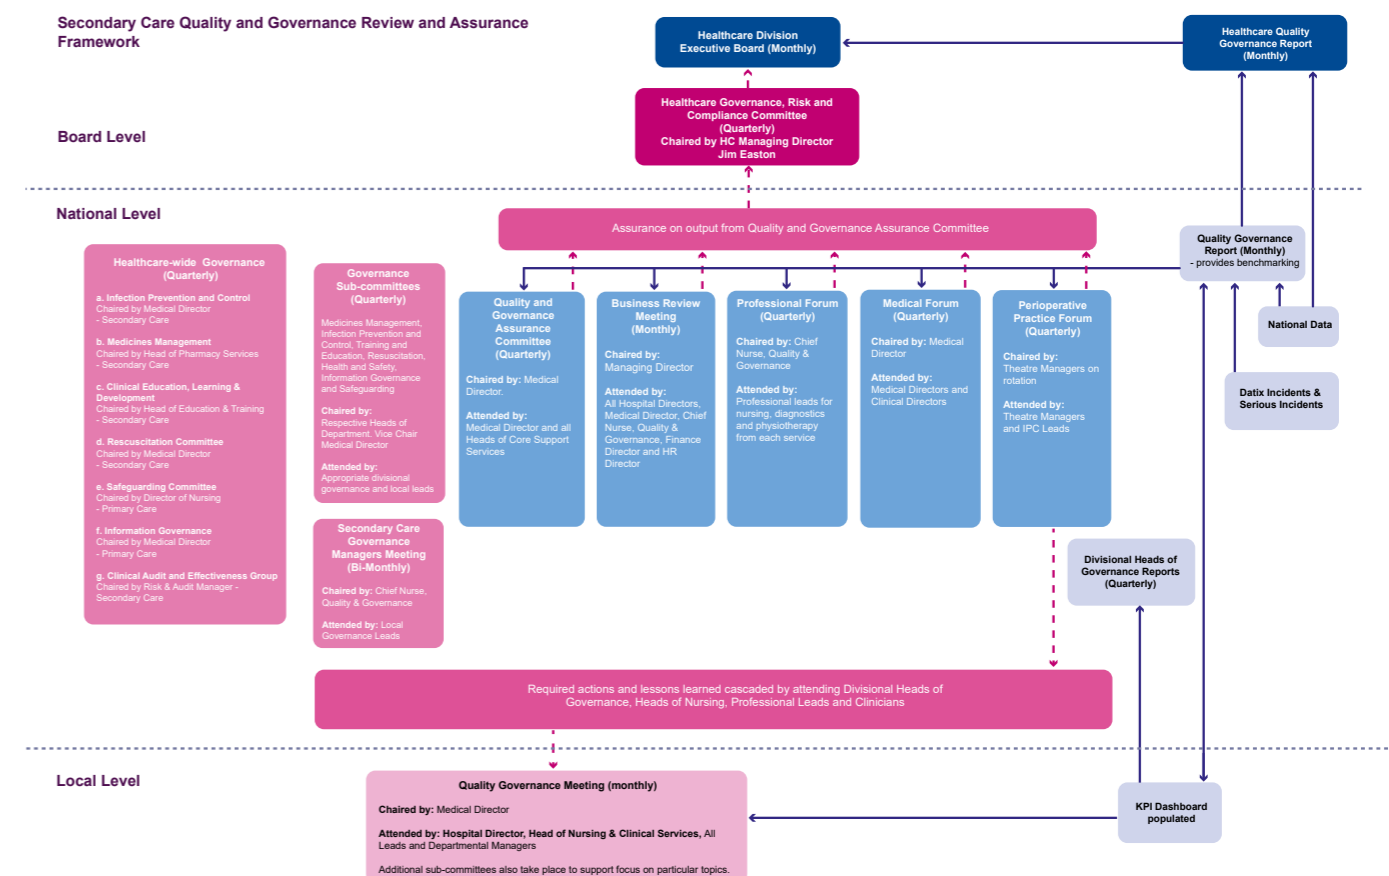 Secondary Care Quality and Governance Review and Assurance
Framework
Healthcare Division
Executive Board (Monthly)
Healthcare Quality
Governance Report
(Monthly)
Healthcare Governance, Risk and
Compliance Committee
(Quarterly)
Chaired by HC Managing Director
Jim Easton
Board Level
National Level
Assurance on output from Quality and Governance Assurance Committee
Quality Governance
Report (Monthly)
- provides benchmarking
Healthcare-wide Governance
(Quarterly)
a. Infection Prevention and Control
Chaired by Medical Director
- Secondary Care
b. Medicines Management
Chaired by Head of Pharmacy Services
- Secondary Care
c. Clinical Education, Learning &
Development
Chaired by Head of Education & Training
- Secondary Care
d. Rescuscitation Committee
Chaired by Medical Director
- Secondary Care
e. Safeguarding Committee
Chaired by Director of Nursing
- Primary Care
f. Information Governance
Chaired by Medical Director
- Primary Care
g. Clinical Audit and Effectiveness Group
Chaired by Risk & Audit Manager -
Secondary Care
Governance
Sub-committees
(Quarterly)
Medicines Management,
Infection Prevention and
Control, Training and
Education, Resuscitation,
Health and Safety,
Information Governance
and Safeguarding
Chaired by:
Respective Heads of
Department. Vice Chair
Medical Director
Attended by:
Appropriate divisional
governance and local leads
Secondary Care
Governance
Managers Meeting
(Bi-Monthly)
Chaired by: Chief Nurse,
Quality & Governance
Attended by: Local
Governance Leads
Quality and
Governance
Assurance
Committee
(Quarterly)
Chaired by: Medical
Director.
Attended by:
Medical Director and all
Heads of Core Support
Services
Business Review
Meeting
(Monthly)
Chaired by:
Managing Director
Attended by:
All Hospital Directors,
Medical Director, Chief
Nurse, Quality &
Governance, Finance
Director and HR
Director
Professional Forum
(Quarterly)
Chaired by: Chief
Nurse, Quality &
Governance
Attended by:
Professional leads for
nursing, diagnostics
and physiotherapy
from each service
Medical Forum
(Quarterly)
Chaired by: Medical
Director
Attended by:
Medical Directors and
Clinical Directors
Perioperative
Practice Forum
(Quarterly)
Chaired by:
Theatre Managers on
rotation
Attended by:
Theatre Managers
and IPC Leads
National Data
Datix Incidents &
Serious Incidents
Divisional Heads of
Governance Reports
(Quarterly)
Required actions and lessons learned cascaded by attending Divisional Heads of
Governance, Heads of Nursing, Professional Leads and Clinicians
Local Level
Quality Governance Meeting (monthly)
Chaired by: Medical Director
Attended by: Hospital Director, Head of Nursing & Clinical Services, All
Leads and Departmental Managers
Additional sub-committees also take place to support focus on particular topics.
KPI Dashboard
populated